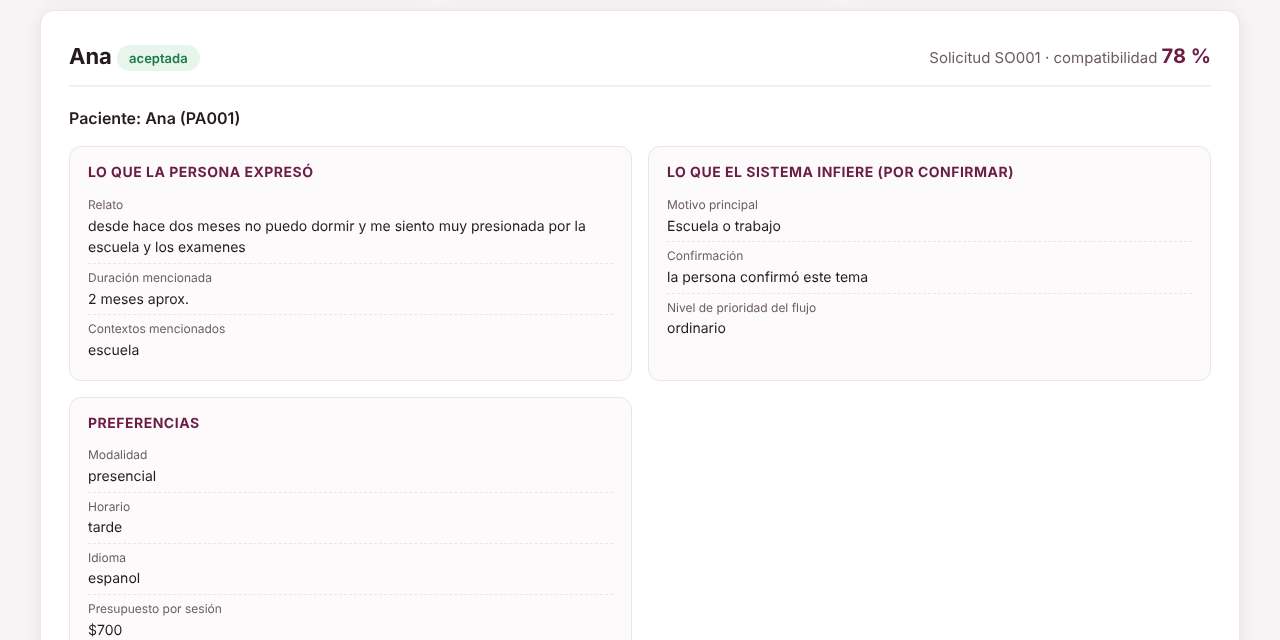 Ana aceptada
Solicitud SO001 · compatibilidad 78 %
Paciente: Ana (PA001)
LO QUE LA PERSONA EXPRESÓ
Relato
desde hace dos meses no puedo dormir y me siento muy presionada por la
escuela y los examenes
Duración mencionada
2 meses aprox.
Contextos mencionados
escuela
LO QUE EL SISTEMA INFIERE (POR CONFIRMAR)
Motivo principal
Escuela o trabajo
Confirmación
la persona confirmó este tema
Nivel de prioridad del flujo
ordinario
PREFERENCIAS
Modalidad
presencial
Horario
tarde
Idioma
espanol
Presupuesto por sesión
$700